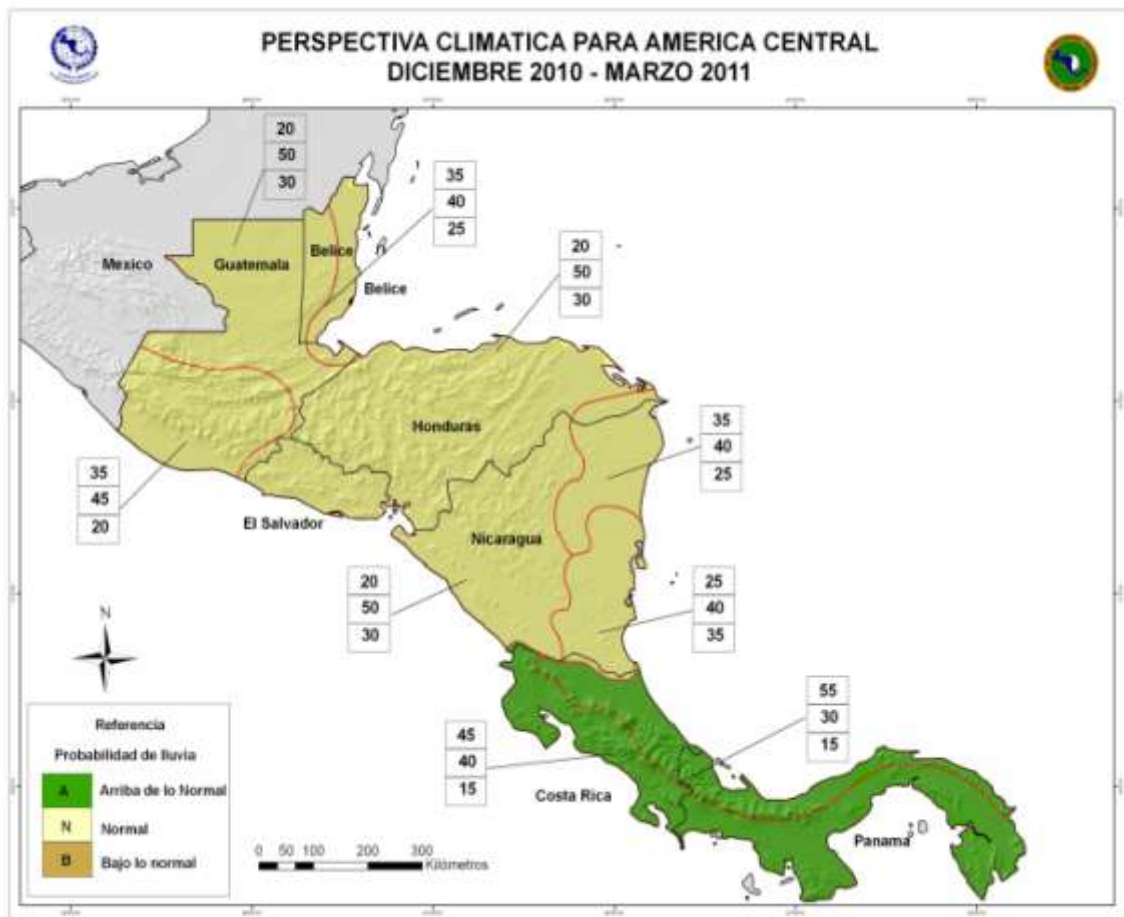 PERSPECTIVA CLIMATICA PARA AMERICA CENTRAL
DICIEMBRE 2010 - MARZO 2011
20
50
30
35
40
25
Mexico
Guatemala
Belice
Belice
20
50
30
Honduras
35
40
25
35
45
20
El Salvador
Nicaragua
20
50
30
25
40
35
N
55
30
15
45
40
15
Costa Rica
Panama
Referencia
Probabilidad de lluvia
A Arriba de lo Normal
N Normal
B Bajo lo normal
0 50 100 200 300
Kilómetros